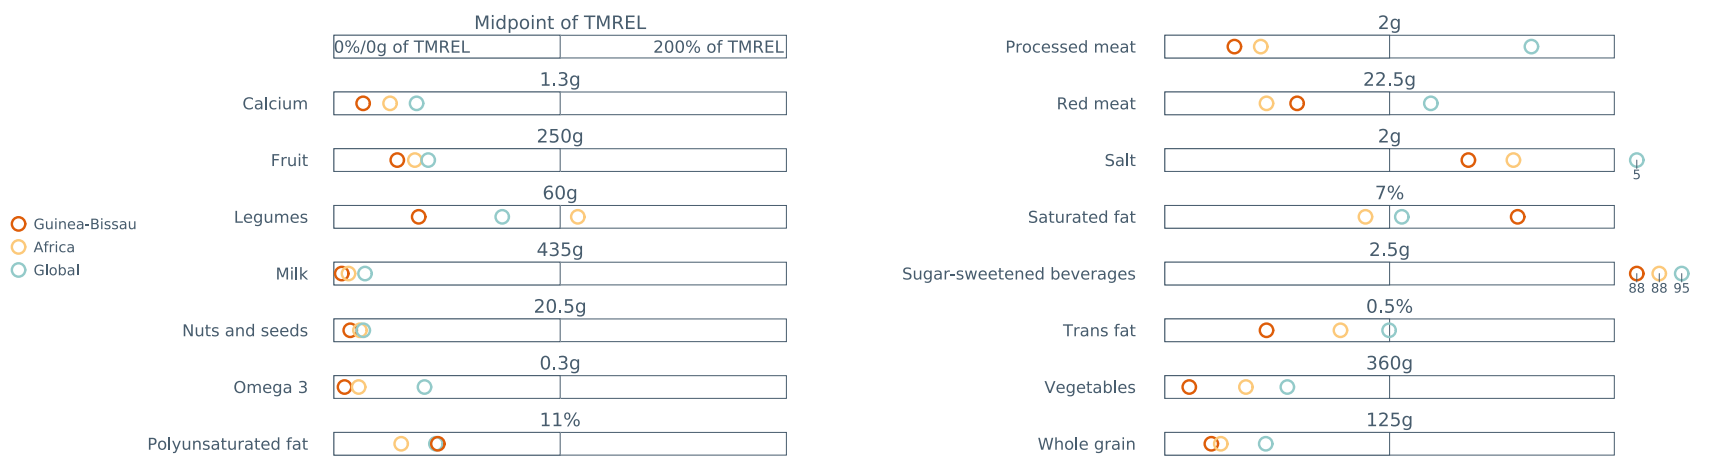 Midpoint of TMREL
0%/0g of TMREL 200% of TMREL
1.3g
Calcium
250g
Fruit
60g
Legumes
435g
Milk
20.5g
Nuts and seeds
0.3g
Omega 3
11%
Polyunsaturated fat
Guinea-Bissau
Africa
Global
2g
Processed meat
22.5g
Red meat
2g
Salt
5
7%
Saturated fat
2.5g
Sugar-sweetened beverages
88 88 95
0.5%
Trans fat
360g
Vegetables
125g
Whole grain